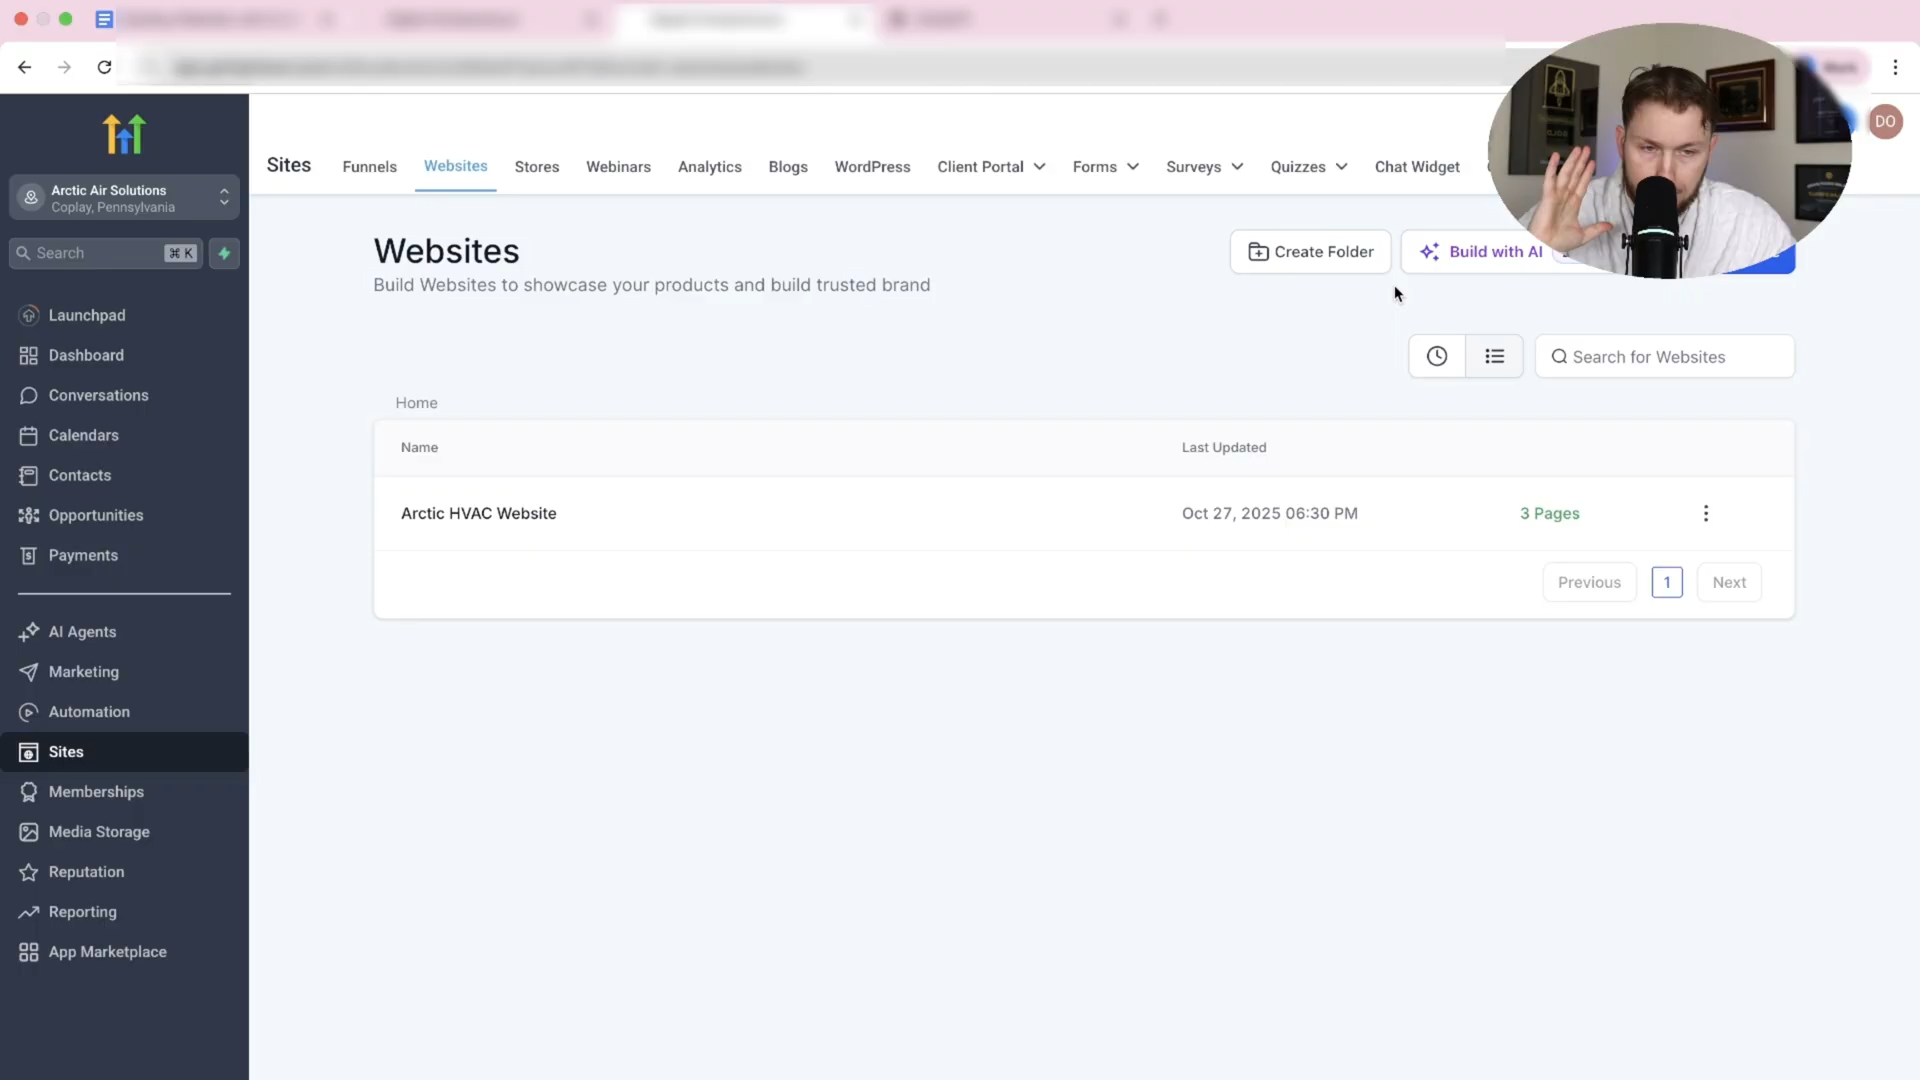 DO
Arctic Air Solutions
Coplay, Pennsylvania
Search
⌘ K
Launchpad
Dashboard
Conversations
Calendars
Contacts
Opportunities
Payments
AI Agents
Marketing
Automation
Sites
Memberships
Media Storage
Reputation
Reporting
App Marketplace
Sites Funnels Websites Stores Webinars Analytics Blogs WordPress Client Portal Forms Surveys Quizzes Chat Widget
Websites
Build Websites to showcase your products and build trusted brand
Create Folder
Build with AI
Search for Websites
Home
Name Last Updated
Arctic HVAC Website Oct 27, 2025 06:30 PM 3 Pages
Previous 1 Next